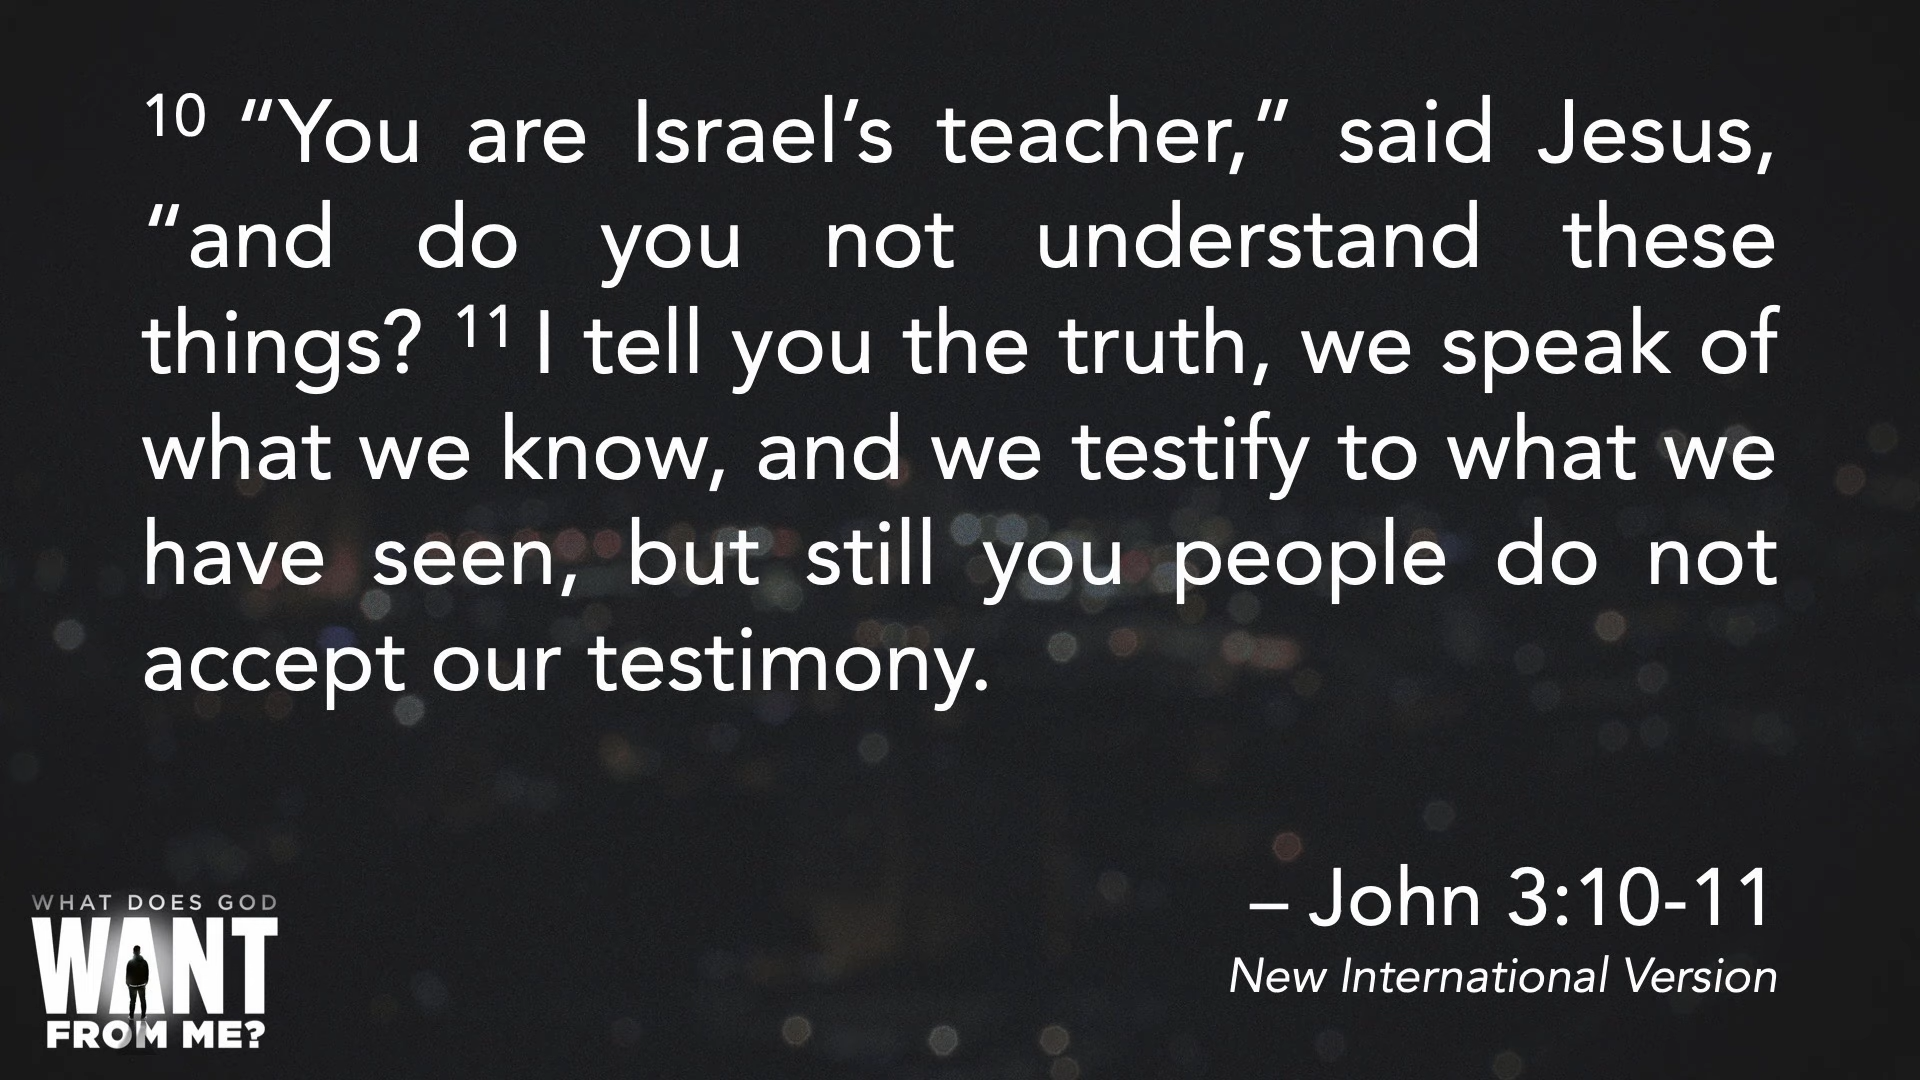 10 “You are Israel’s teacher,” said Jesus,
“and do you not understand these
things? 11 I tell you the truth, we speak of
what we know, and we testify to what we
have seen, but still you people do not
accept our testimony.
– John 3:10-11
New International Version
WHAT DOES GOD
WANT
FROM ME?